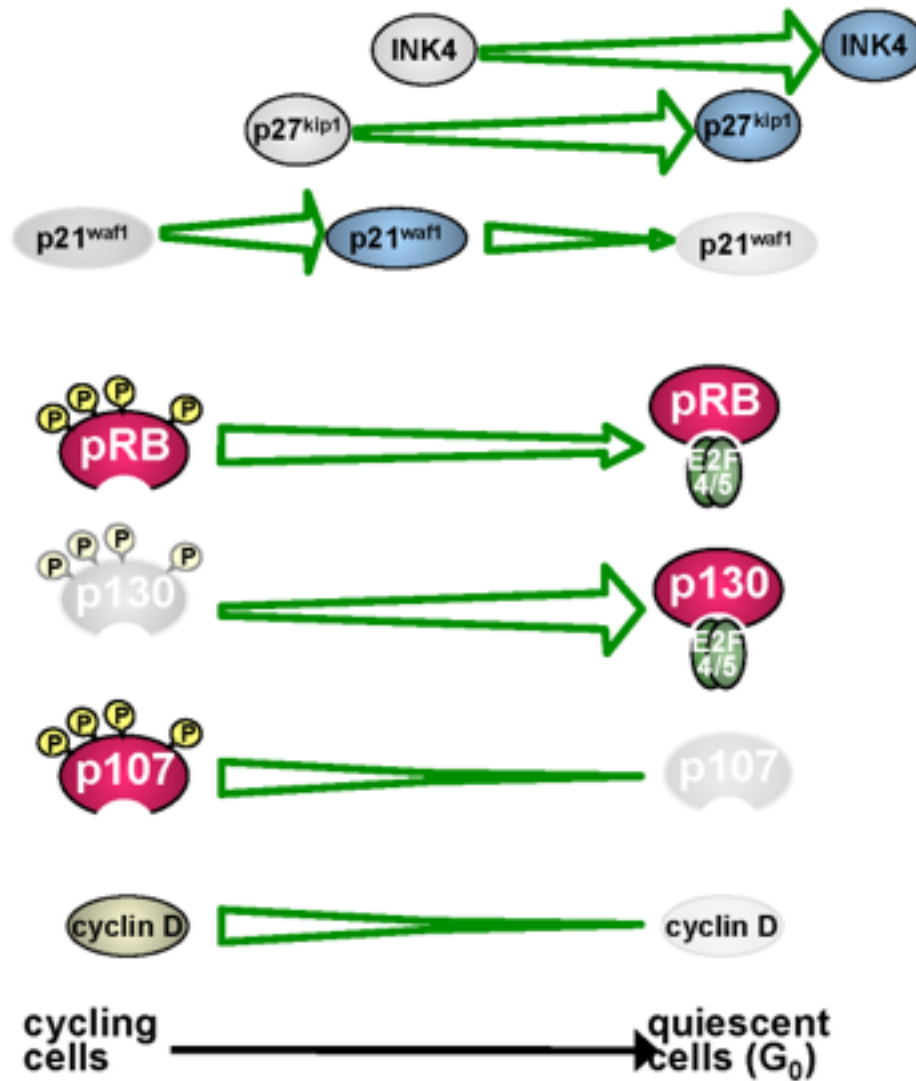 INK4 INK4
p27kip1 p27kip1
p21waf1 p21waf1 p21waf1
P P P P
pRB pRB
E2F
4/5
P P P P
p130 p130
E2F
4/5
P P P P
p107 p107
cyclin D cyclin D
cycling quiescent
cells cells (G0)